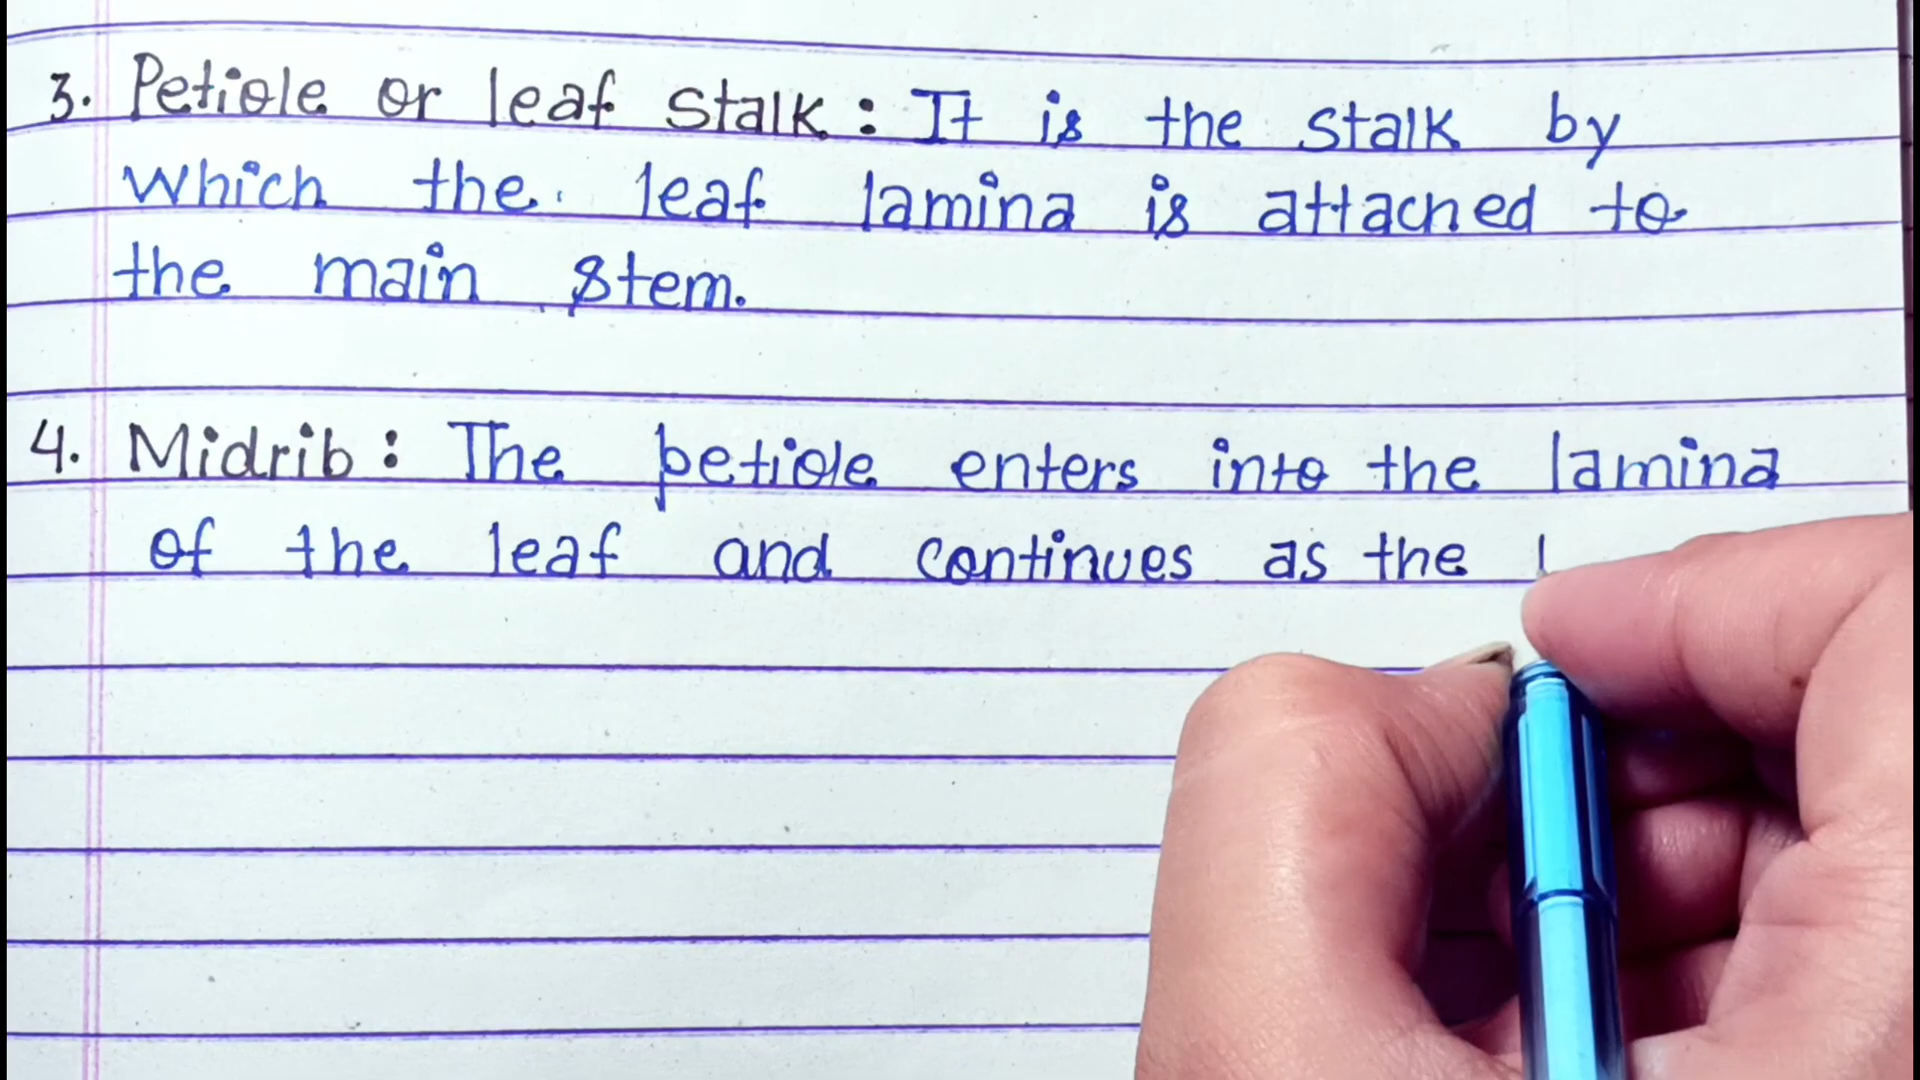 3. Petiole or leaf stalk : It is the stalk by
which the leaf lamina is attached to
the main stem.
4. Midrib : The petiole enters into the lamina
of the leaf and continues as the